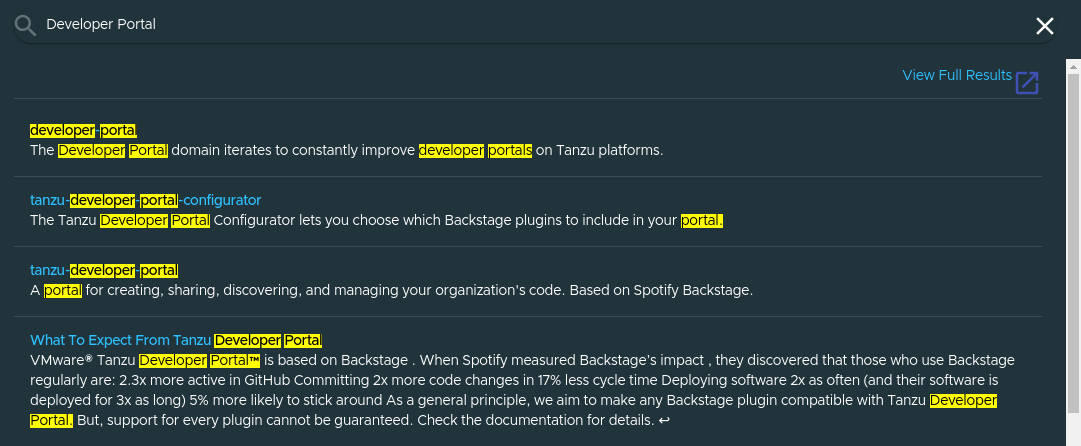 Developer Portal
View Full Results
developer-portal
The Developer Portal domain iterates to constantly improve developer portals on Tanzu platforms.
tanzu-developer-portal-configurator
The Tanzu Developer Portal Configurator lets you choose which Backstage plugins to include in your portal.
tanzu-developer-portal
A portal for creating, sharing, discovering, and managing your organization's code. Based on Spotify Backstage.
What To Expect From Tanzu Developer Portal
VMware® Tanzu Developer Portal™ is based on Backstage . When Spotify measured Backstage’s impact , they discovered that those who use Backstage
regularly are: 2.3x more active in GitHub Committing 2x more code changes in 17% less cycle time Deploying software 2x as often (and their software is
deployed for 3x as long) 5% more likely to stick around As a general principle, we aim to make any Backstage plugin compatible with Tanzu Developer
Portal. But, support for every plugin cannot be guaranteed. Check the documentation for details. ↩